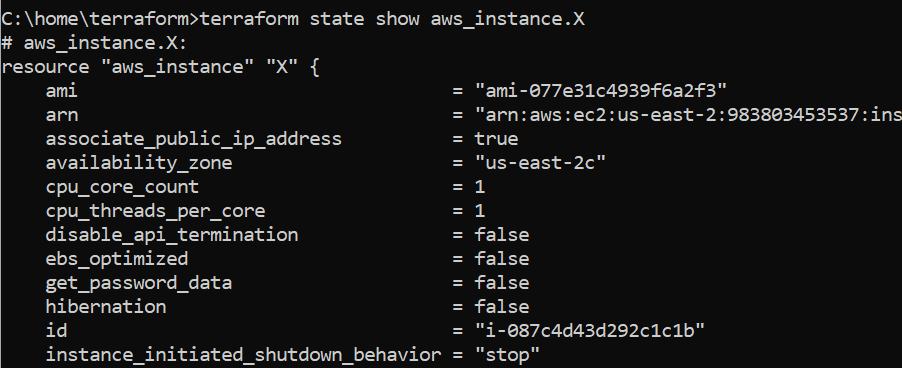 C:\home\terraform>terraform state show aws_instance.X
# aws_instance.X:
resource "aws_instance" "X" {
    ami                                  = "ami-077e31c4939f6a2f3"
    arn                                  = "arn:aws:ec2:us-east-2:983803453537:ins
    associate_public_ip_address          = true
    availability_zone                    = "us-east-2c"
    cpu_core_count                       = 1
    cpu_threads_per_core                 = 1
    disable_api_termination              = false
    ebs_optimized                        = false
    get_password_data                    = false
    hibernation                          = false
    id                                   = "i-087c4d43d292c1c1b"
    instance_initiated_shutdown_behavior = "stop"